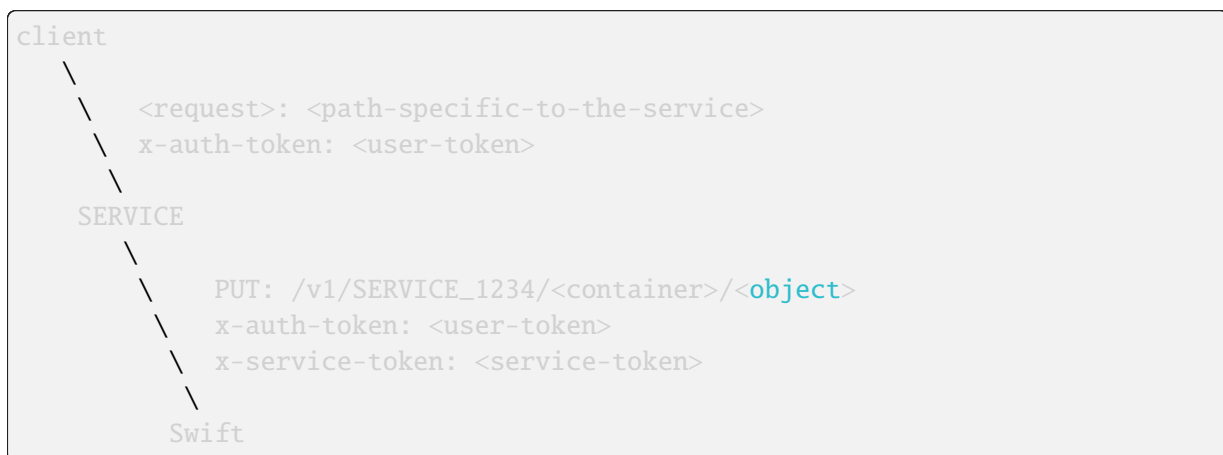 client
\
\
<request>: <path-specific-to-the-service>
\
x-auth-token: <user-token>
\
SERVICE
\
\
PUT: /v1/SERVICE_1234/<container>/<object>
\
x-auth-token: <user-token>
\
x-service-token: <service-token>
\
Swift